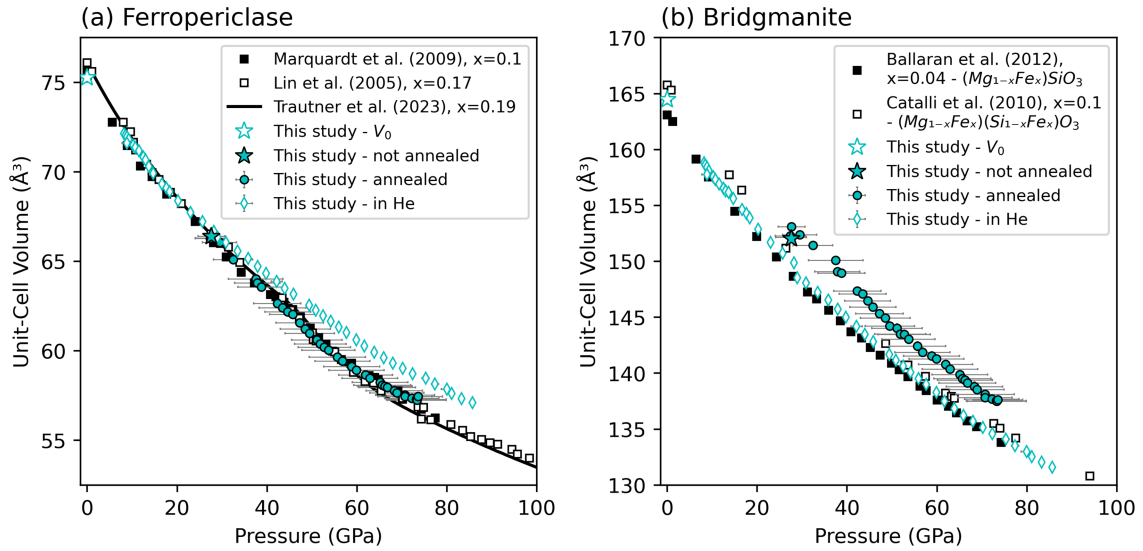 (a) Ferropericlase
Marquardt et al. (2009), x=0.1
Lin et al. (2005), x=0.17
Trautner et al. (2023), x=0.19
This study - V₀
This study - not annealed
This study - annealed
This study - in He
Unit-Cell Volume (Å³)
75
70
65
60
55
0
20
40
60
80
100
Pressure (GPa)
(b) Bridgmanite
Ballaran et al. (2012),
x=0.04 - (Mg₁₋ₓFeₓ)SiO₃
Catalli et al. (2010), x=0.1
- (Mg₁₋ₓFeₓ)(Si₁₋ₓFeₓ)O₃
This study - V₀
This study - not annealed
This study - annealed
This study - in He
Unit-Cell Volume (Å³)
170
165
160
155
150
145
140
135
130
0
20
40
60
80
100
Pressure (GPa)